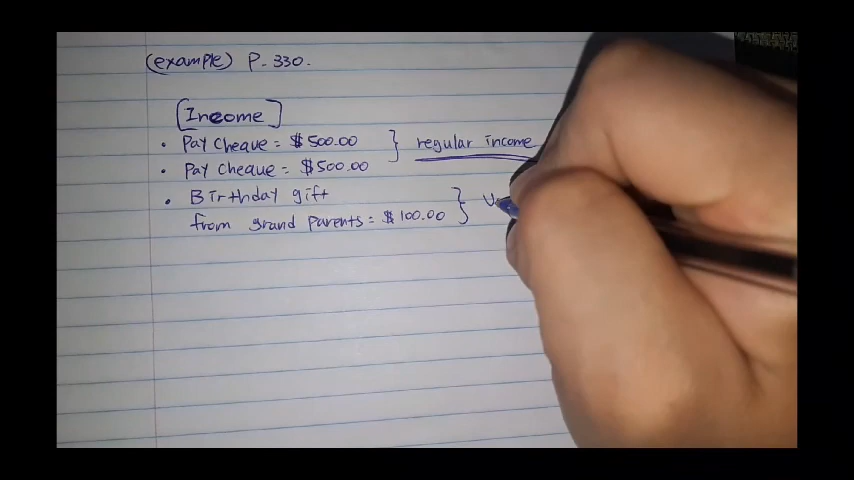 (example) P-330.
[Income]
• Pay Cheque = $500.00 } regular income
• Pay Cheque = $500.00
• Birthday gift
from grand parents = $100.00 }